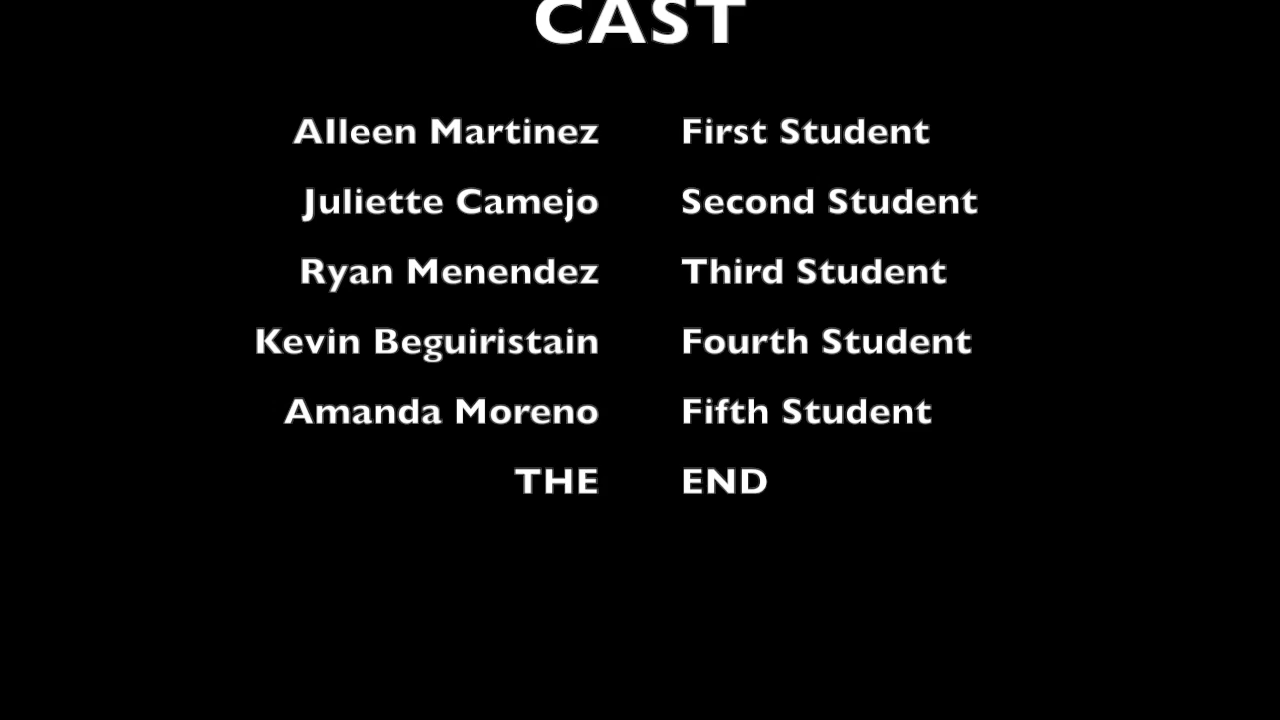 CAST
Alleen Martinez First Student
Juliette Camejo Second Student
Ryan Menendez Third Student
Kevin Beguiristain Fourth Student
Amanda Moreno Fifth Student
THE END